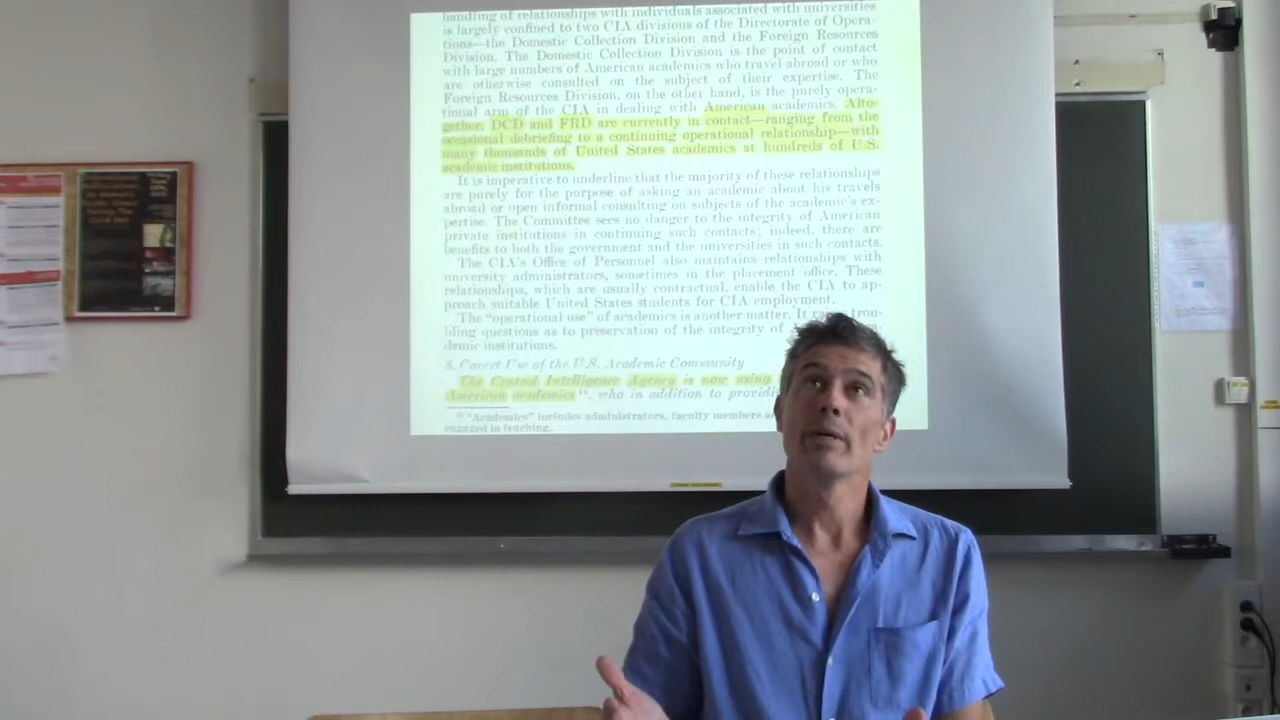 handling of relationships with individuals associated with universities
is largely confined to two CIA divisions of the Directorate of Opera-
tions—the Domestic Collection Division and the Foreign Resources
Division. The Domestic Collection Division is the point of contact
with large numbers of American academics who travel abroad or who
are otherwise consulted on the subject of their expertise. The
Foreign Resources Division, on the other hand, is the purely opera-
tional arm of the CIA in dealing with American academics. Alto-
gether, DCD and FRD are currently in contact—ranging from the
occasional debriefing to a continuing operational relationship—with
many thousands of United States academics at hundreds of U.S.
academic institutions.
It is imperative to underline that the majority of these relationships
are purely for the purpose of asking an academic about his travels
abroad or open informal consulting on subjects of the academic's ex-
pertise. The Committee sees no danger to the integrity of American
private institutions in continuing such contacts; indeed, there are
benefits to both the government and the universities in such contacts.
The CIA's Office of Personnel also maintains relationships with
university administrators, sometimes in the placement office. These
relationships, which are usually contractual, enable the CIA to ap-
proach suitable United States students for CIA employment.
The "operational use" of academics is another matter. It trou-
bling questions as to preservation of the integrity of
demic institutions.
8. Covert Use of the U.S. Academic Community
The Central Intelligence Agency is now using
American academics, who in addition to
"Academics" includes administrators, faculty members
engaged in teaching.